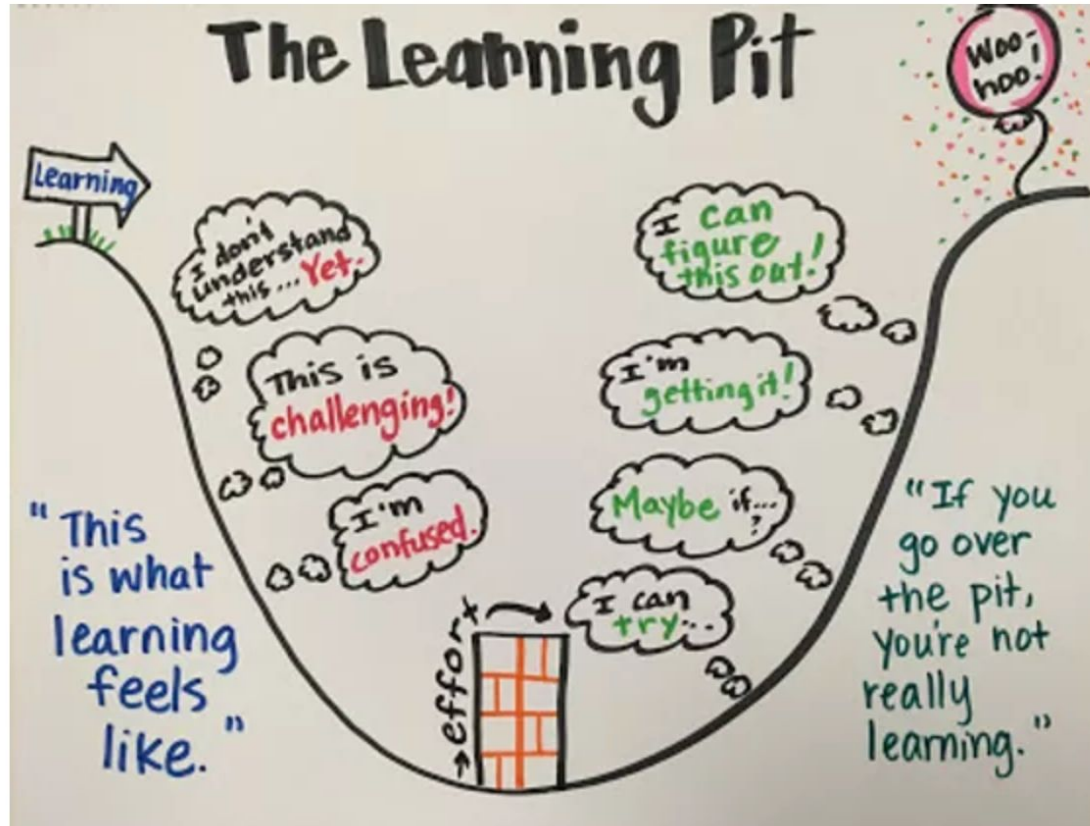 The Learning Pit
Woo-
hoo!
Learning
I don't
understand
this... Yet.
This is
challenging!
I'm
confused.
effort
I can
try...
Maybe if...
?
I'm
getting it!
I can
figure
this out!
"This
is what
learning
feels
like."
"If you
go over
the pit,
you're not
really
learning."